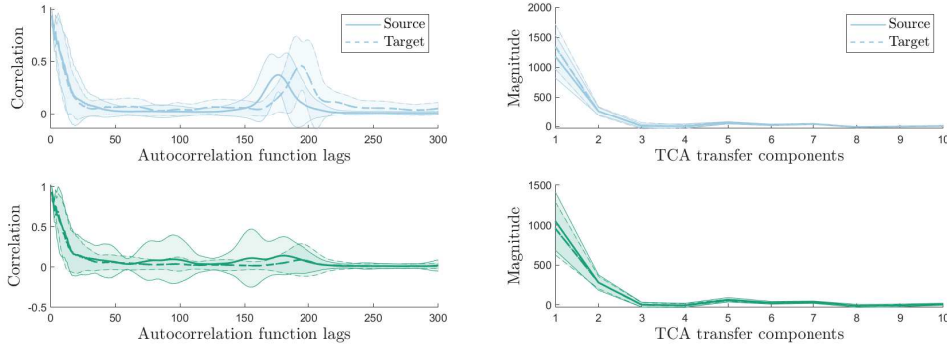 1
0.5
0
Correlation
0 50 100 150 200 250 300
Autocorrelation function lags
Source
Target
2000
1500
1000
500
0
Magnitude
1 2 3 4 5 6 7 8 9 10
TCA transfer components
Source
Target
1
0.5
0
-0.5
Correlation
0 50 100 150 200 250 300
Autocorrelation function lags
1500
1000
500
0
Magnitude
1 2 3 4 5 6 7 8 9 10
TCA transfer components